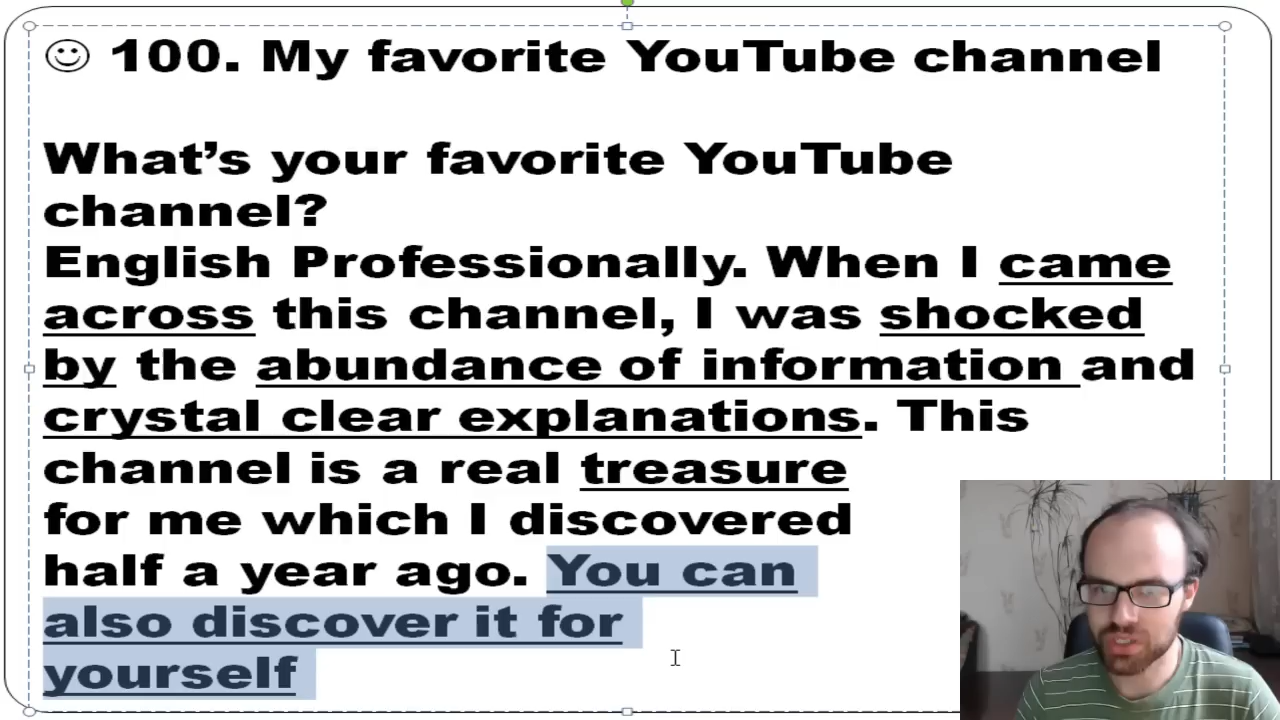 ☺ 100. My favorite YouTube channel
What’s your favorite YouTube
channel?
English Professionally. When I came
across this channel, I was shocked
by the abundance of information and
crystal clear explanations. This
channel is a real treasure
for me which I discovered
half a year ago. You can
also discover it for
yourself